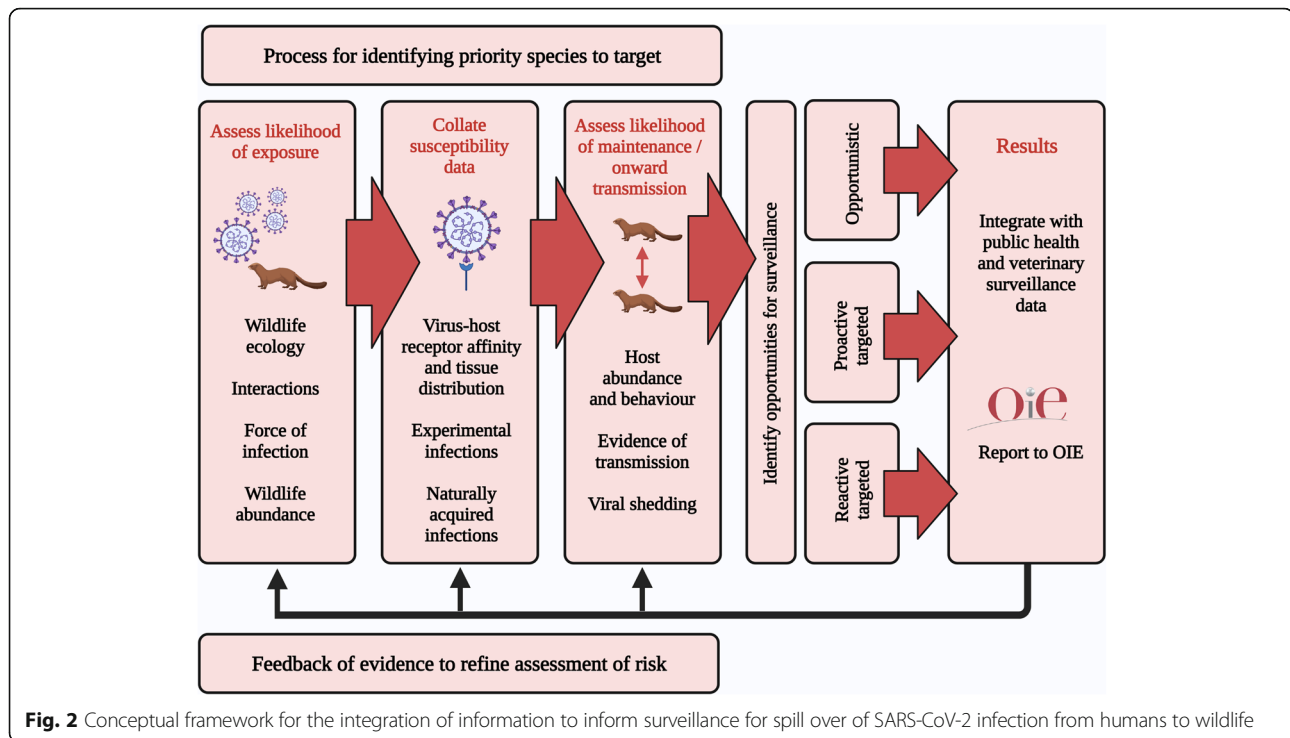 Process for identifying priority species to target
Assess likelihood
of exposure
Wildlife
ecology
Interactions
Force of
infection
Wildlife
abundance
Collate
susceptibility
data
Virus-host
receptor affinity
and tissue
distribution
Experimental
infections
Naturally
acquired
infections
Assess likelihood
of maintenance /
onward
transmission
Host
abundance
and behaviour
Evidence of
transmission
Viral shedding
Identify opportunities for surveillance
Opportunistic
Proactive
targeted
Reactive
targeted
Results
Integrate with
public health
and veterinary
surveillance
data
Oie
Report to OIE
Feedback of evidence to refine assessment of risk
Fig. 2 Conceptual framework for the integration of information to inform surveillance for spill over of SARS-CoV-2 infection from humans to wildlife